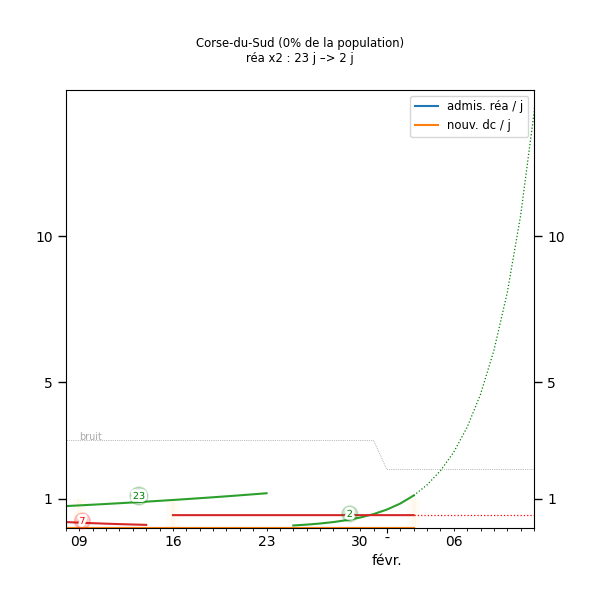 Corse-du-Sud (0% de la population)
réa x2 : 23 j –> 2 j
admis. réa / j
nouv. dc / j
10
10
5
5
bruit
1
1
23
2
7
09
16
23
30
-
06
févr.